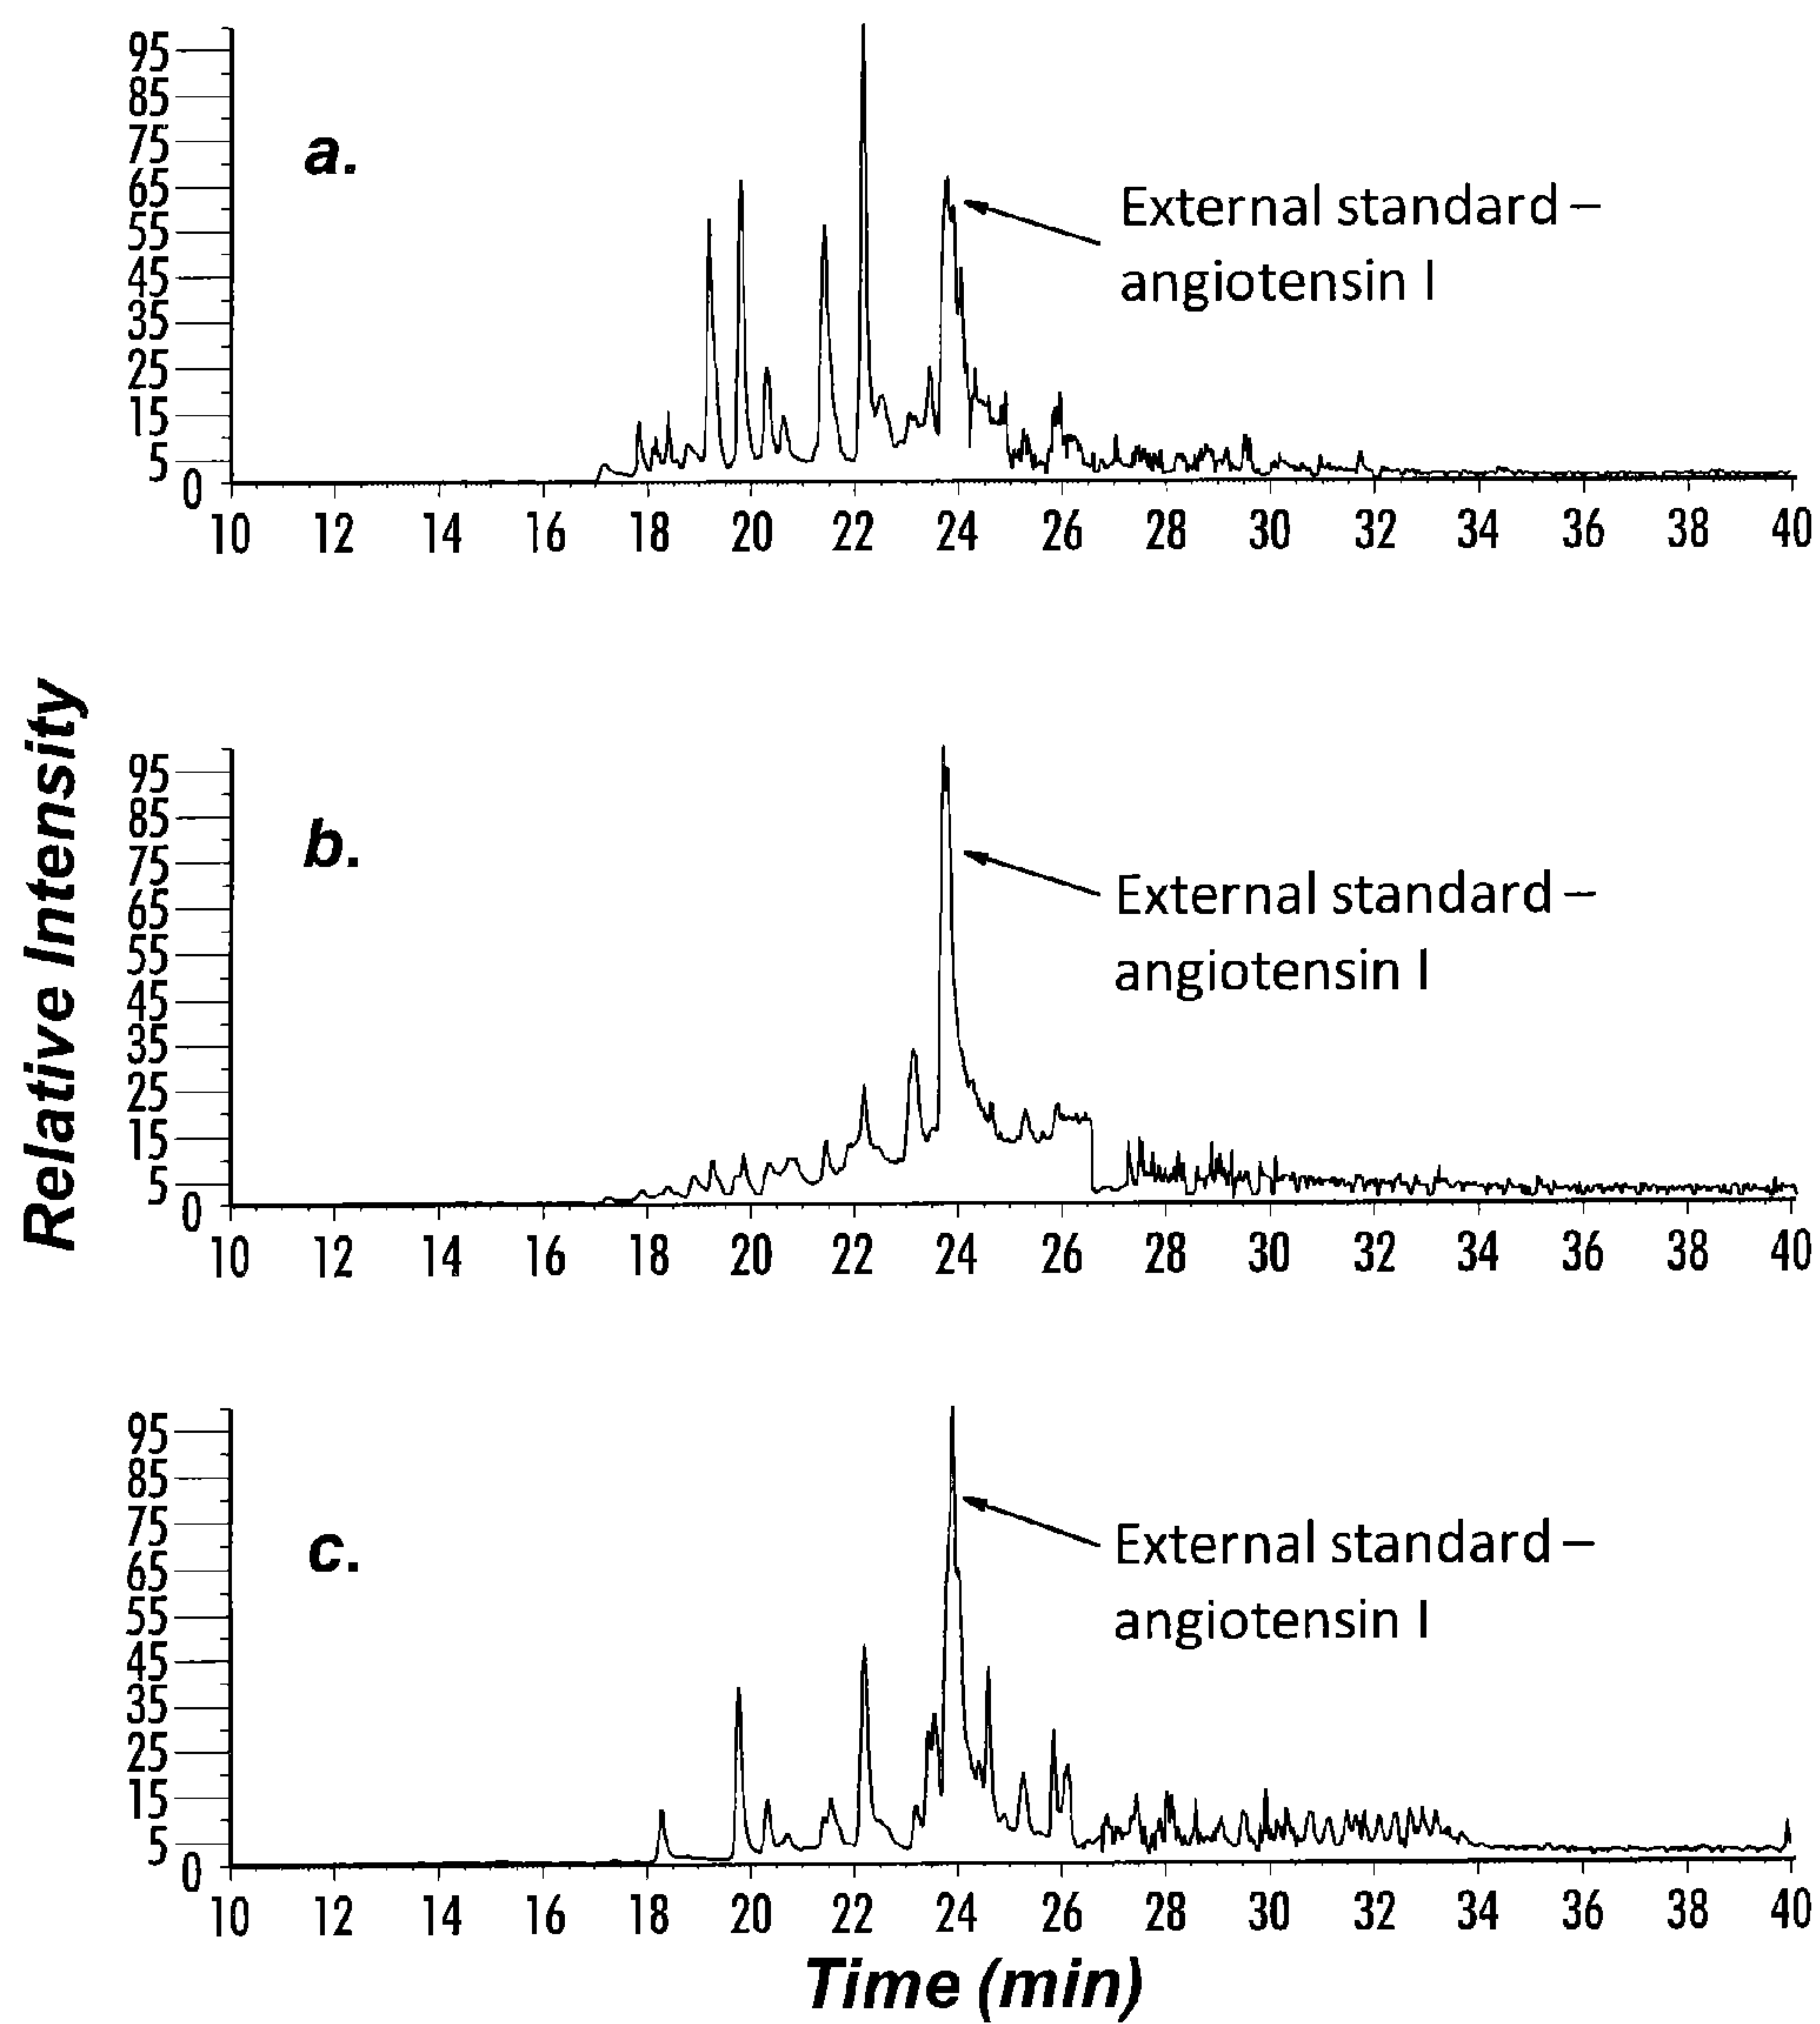 95
85
75
65
55
45
35
25
15
5
0
a.
External standard –
angiotensin I
10 12 14 16 18 20 22 24 26 28 30 32 34 36 38 40
Relative Intensity
95
85
75
65
55
45
35
25
15
5
0
b.
External standard –
angiotensin I
10 12 14 16 18 20 22 24 26 28 30 32 34 36 38 40
95
85
75
65
55
45
35
25
15
5
0
c.
External standard –
angiotensin I
10 12 14 16 18 20 22 24 26 28 30 32 34 36 38 40
Time (min)